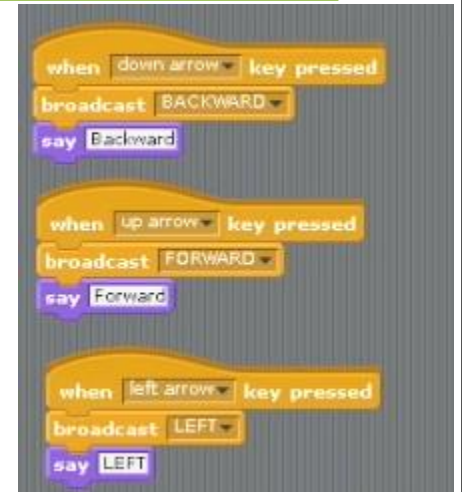 when down arrow key pressed
broadcast BACKWARD
say Backward
when up arrow key pressed
broadcast FORWARD
say Forward
when left arrow key pressed
broadcast LEFT
say LEFT